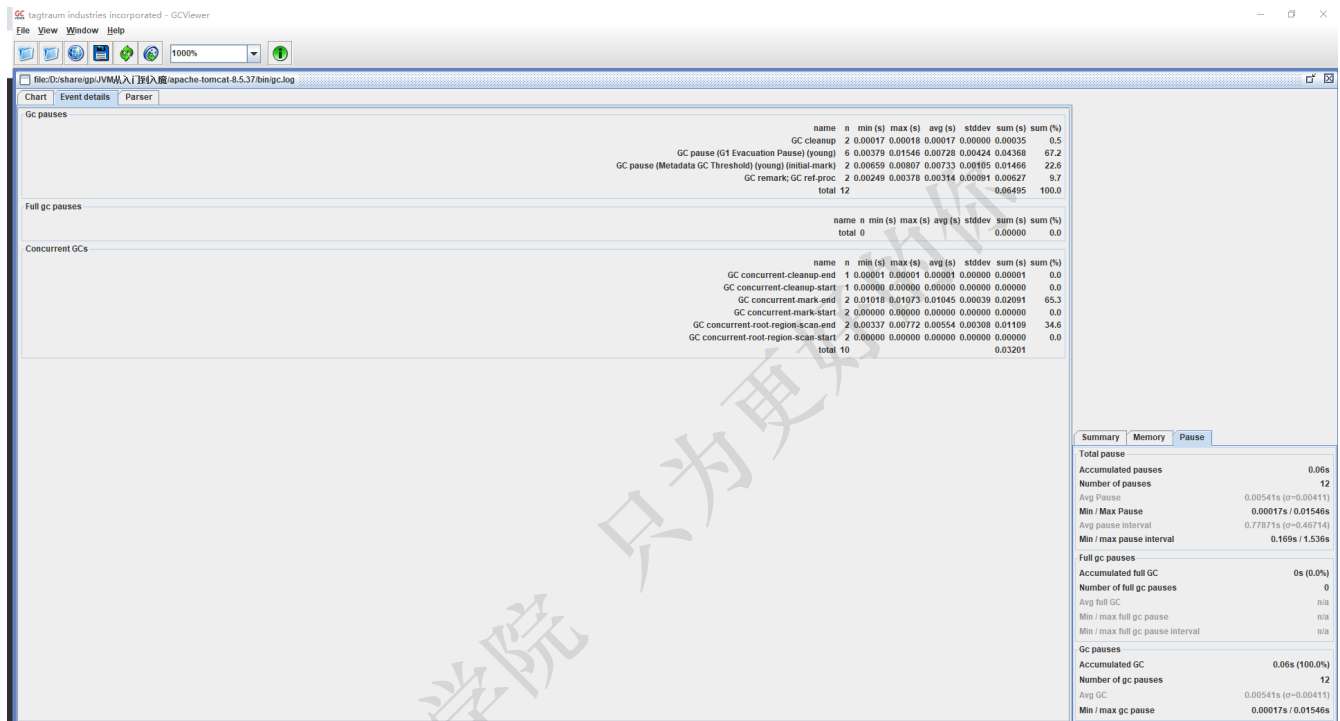 tagtraum industries incorporated - GCViewer
File View Window Help
1000%
file:/D:/share/gp/JVM从入门到入魔/apache-tomcat-8.5.37/bin/gc.log
Chart Event details Parser
Gc pauses
name n min (s) max (s) avg (s) stddev sum (s) sum (%)
GC cleanup 2 0.00017 0.00018 0.00017 0.00000 0.00035 0.5
GC pause (G1 Evacuation Pause) (young) 6 0.00379 0.01546 0.00728 0.00424 0.04368 67.2
GC pause (Metadata GC Threshold) (young) (initial-mark) 2 0.00659 0.00807 0.00733 0.00105 0.01466 22.6
GC remark; GC ref-proc 2 0.00249 0.00378 0.00314 0.00091 0.00627 9.7
total 12 0.06495 100.0
Full gc pauses
name n min (s) max (s) avg (s) stddev sum (s) sum (%)
total 0 0.00000 0.0
Concurrent GCs
name n min (s) max (s) avg (s) stddev sum (s) sum (%)
GC concurrent-cleanup-end 1 0.00001 0.00001 0.00001 0.00000 0.00001 0.0
GC concurrent-cleanup-start 1 0.00000 0.00000 0.00000 0.00000 0.00000 0.0
GC concurrent-mark-end 2 0.01018 0.01073 0.01045 0.00039 0.02091 65.3
GC concurrent-mark-start 2 0.00000 0.00000 0.00000 0.00000 0.00000 0.0
GC concurrent-root-region-scan-end 2 0.00337 0.00772 0.00554 0.00308 0.01109 34.6
GC concurrent-root-region-scan-start 2 0.00000 0.00000 0.00000 0.00000 0.00000 0.0
total 10 0.03201
Summary Memory Pause
Total pause
Accumulated pauses 0.06s
Number of pauses 12
Avg Pause 0.00541s (σ=0.00411)
Min / Max Pause 0.00017s / 0.01546s
Avg pause interval 0.77871s (σ=0.46714)
Min / max pause interval 0.169s / 1.536s
Full gc pauses
Accumulated full GC 0s (0.0%)
Number of full gc pauses 0
Avg full GC n/a
Min / max full gc pause n/a
Min / max full gc pause interval n/a
Gc pauses
Accumulated GC 0.06s (100.0%)
Number of gc pauses 12
Avg GC 0.00541s (σ=0.00411)
Min / max gc pause 0.00017s / 0.01546s
学院 只为更好的你